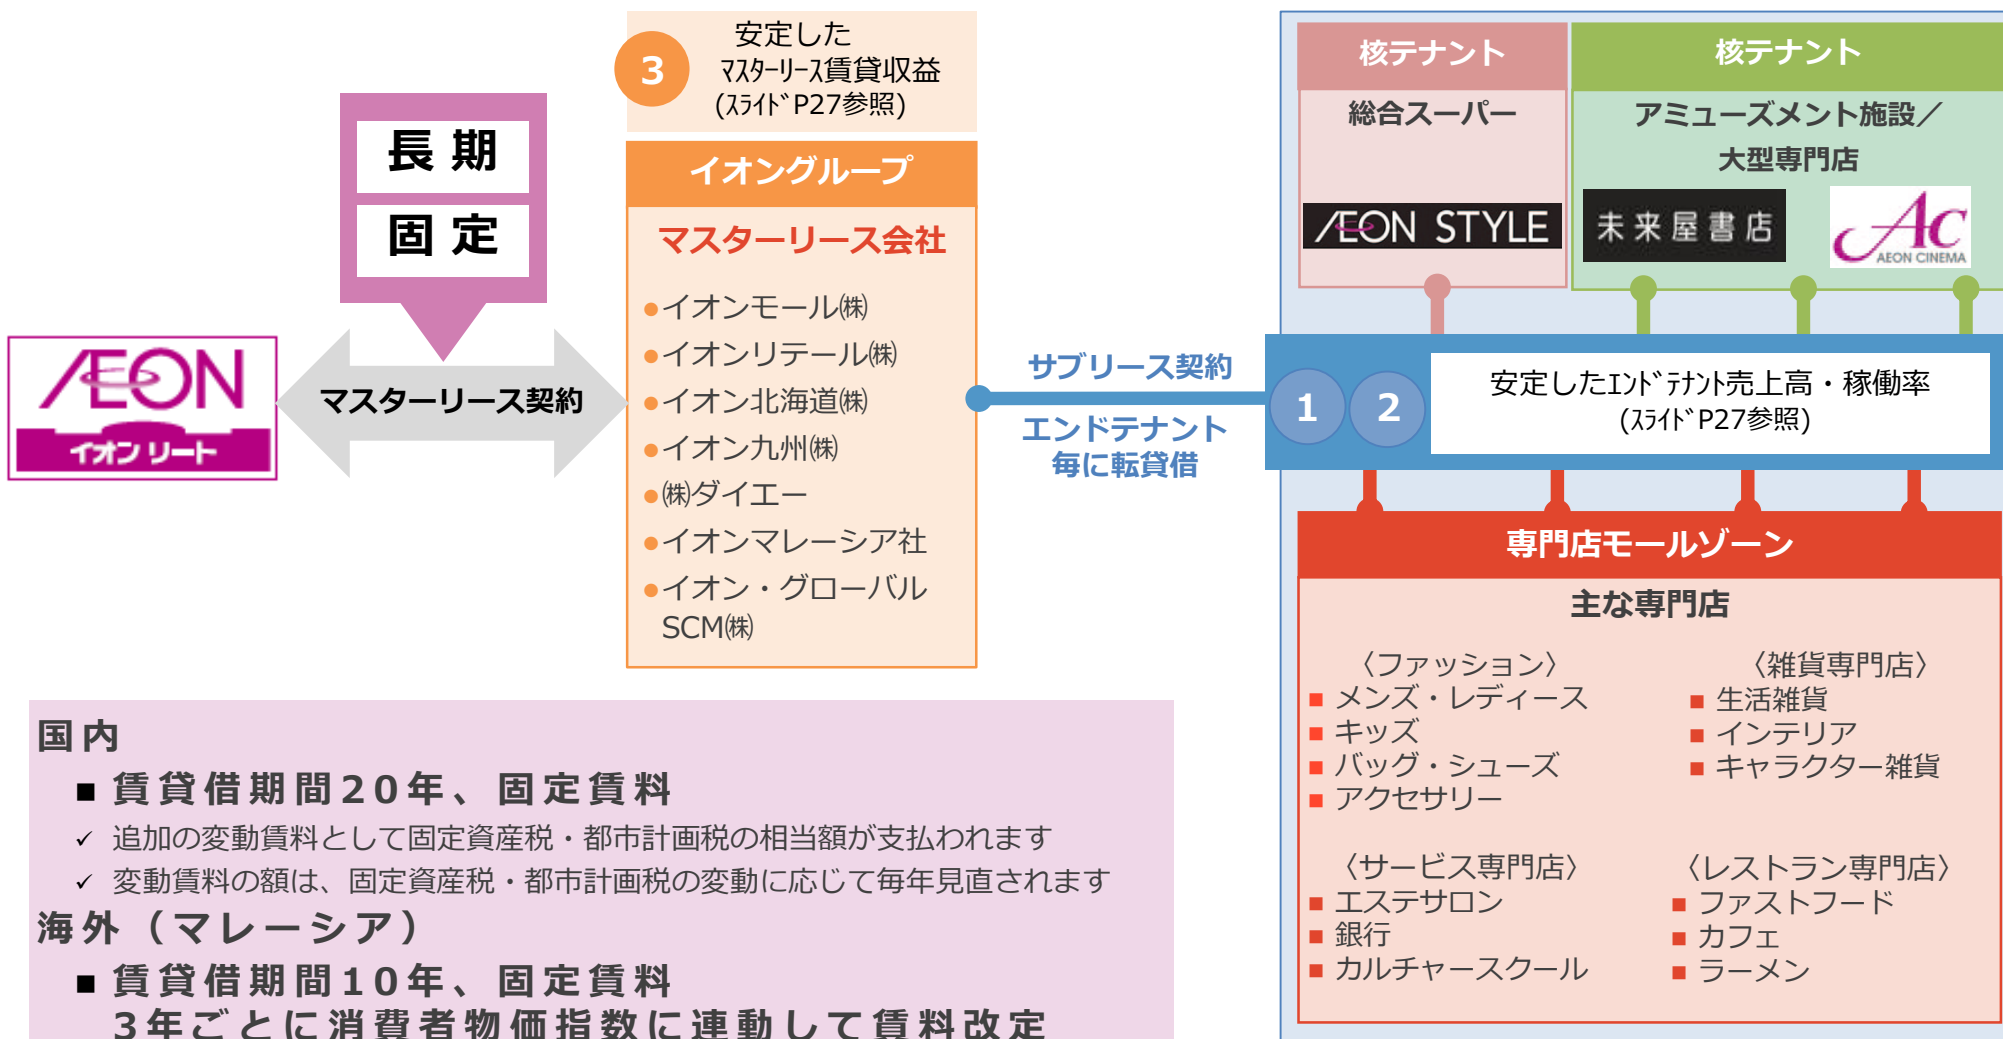 3
安定した
ﾏｽﾀｰﾘｰｽ賃貸収益
(ｽﾗｲﾄﾞP27参照)
長期
固定
イオングループ
マスターリース会社
●イオンモール㈱
●イオンリテール㈱
●イオン北海道㈱
●イオン九州㈱
●㈱ダイエー
●イオンマレーシア社
●イオン・グローバル
SCM㈱
ÆON
イオン リート
マスターリース契約
サブリース契約
エンドテナント
毎に転貸借
核テナント
総合スーパー
ÆON STYLE
核テナント
アミューズメント施設／
大型専門店
未来屋書店
AC
AEON CINEMA
1
2
安定したｴﾝﾄﾞﾃﾅﾝﾄ売上高・稼働率
(ｽﾗｲﾄﾞP27参照)
専門店モールゾーン
主な専門店
〈ファッション〉
■ メンズ・レディース
■ キッズ
■ バッグ・シューズ
■ アクセサリー
〈雑貨専門店〉
■ 生活雑貨
■ インテリア
■ キャラクター雑貨
〈サービス専門店〉
■ エステサロン
■ 銀行
■ カルチャースクール
〈レストラン専門店〉
■ ファストフード
■ カフェ
■ ラーメン
国内
■ 賃貸借期間20年、固定賃料
✓ 追加の変動賃料として固定資産税・都市計画税の相当額が支払われます
✓ 変動賃料の額は、固定資産税・都市計画税の変動に応じて毎年見直されます
海外（マレーシア）
■ 賃貸借期間10年、固定賃料
3年ごとに消費者物価指数に連動して賃料改定